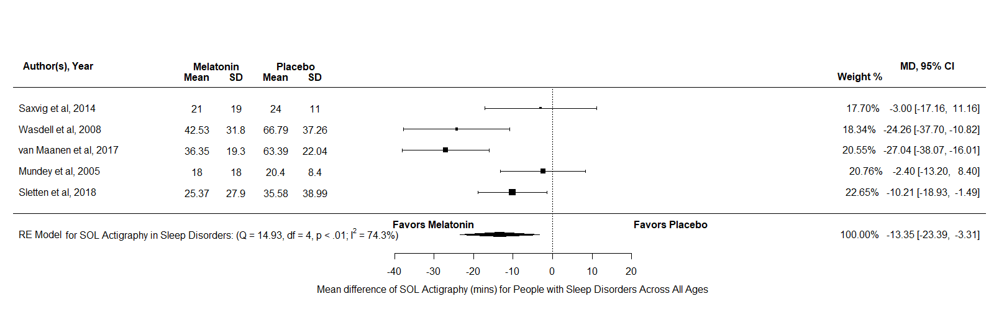 Author(s), Year Melatonin Placebo MD, 95% CI
Mean SD Mean SD Weight %
Saxvig et al, 2014 21 19 24 11 17.70% -3.00 [-17.16, 11.16]
Wasdell et al, 2008 42.53 31.8 66.79 37.26 18.34% -24.26 [-37.70, -10.82]
van Maanen et al, 2017 36.35 19.3 63.39 22.04 20.55% -27.04 [-38.07, -16.01]
Mundey et al, 2005 18 18 20.4 8.4 20.76% -2.40 [-13.20, 8.40]
Sletten et al, 2018 25.37 27.9 35.58 38.99 22.65% -10.21 [-18.93, -1.49]
Favors Melatonin Favors Placebo
RE Model for SOL Actigraphy in Sleep Disorders: (Q = 14.93, df = 4, p < .01; I² = 74.3%) 100.00% -13.35 [-23.39, -3.31]
-40 -30 -20 -10 0 10 20
Mean difference of SOL Actigraphy (mins) for People with Sleep Disorders Across All Ages